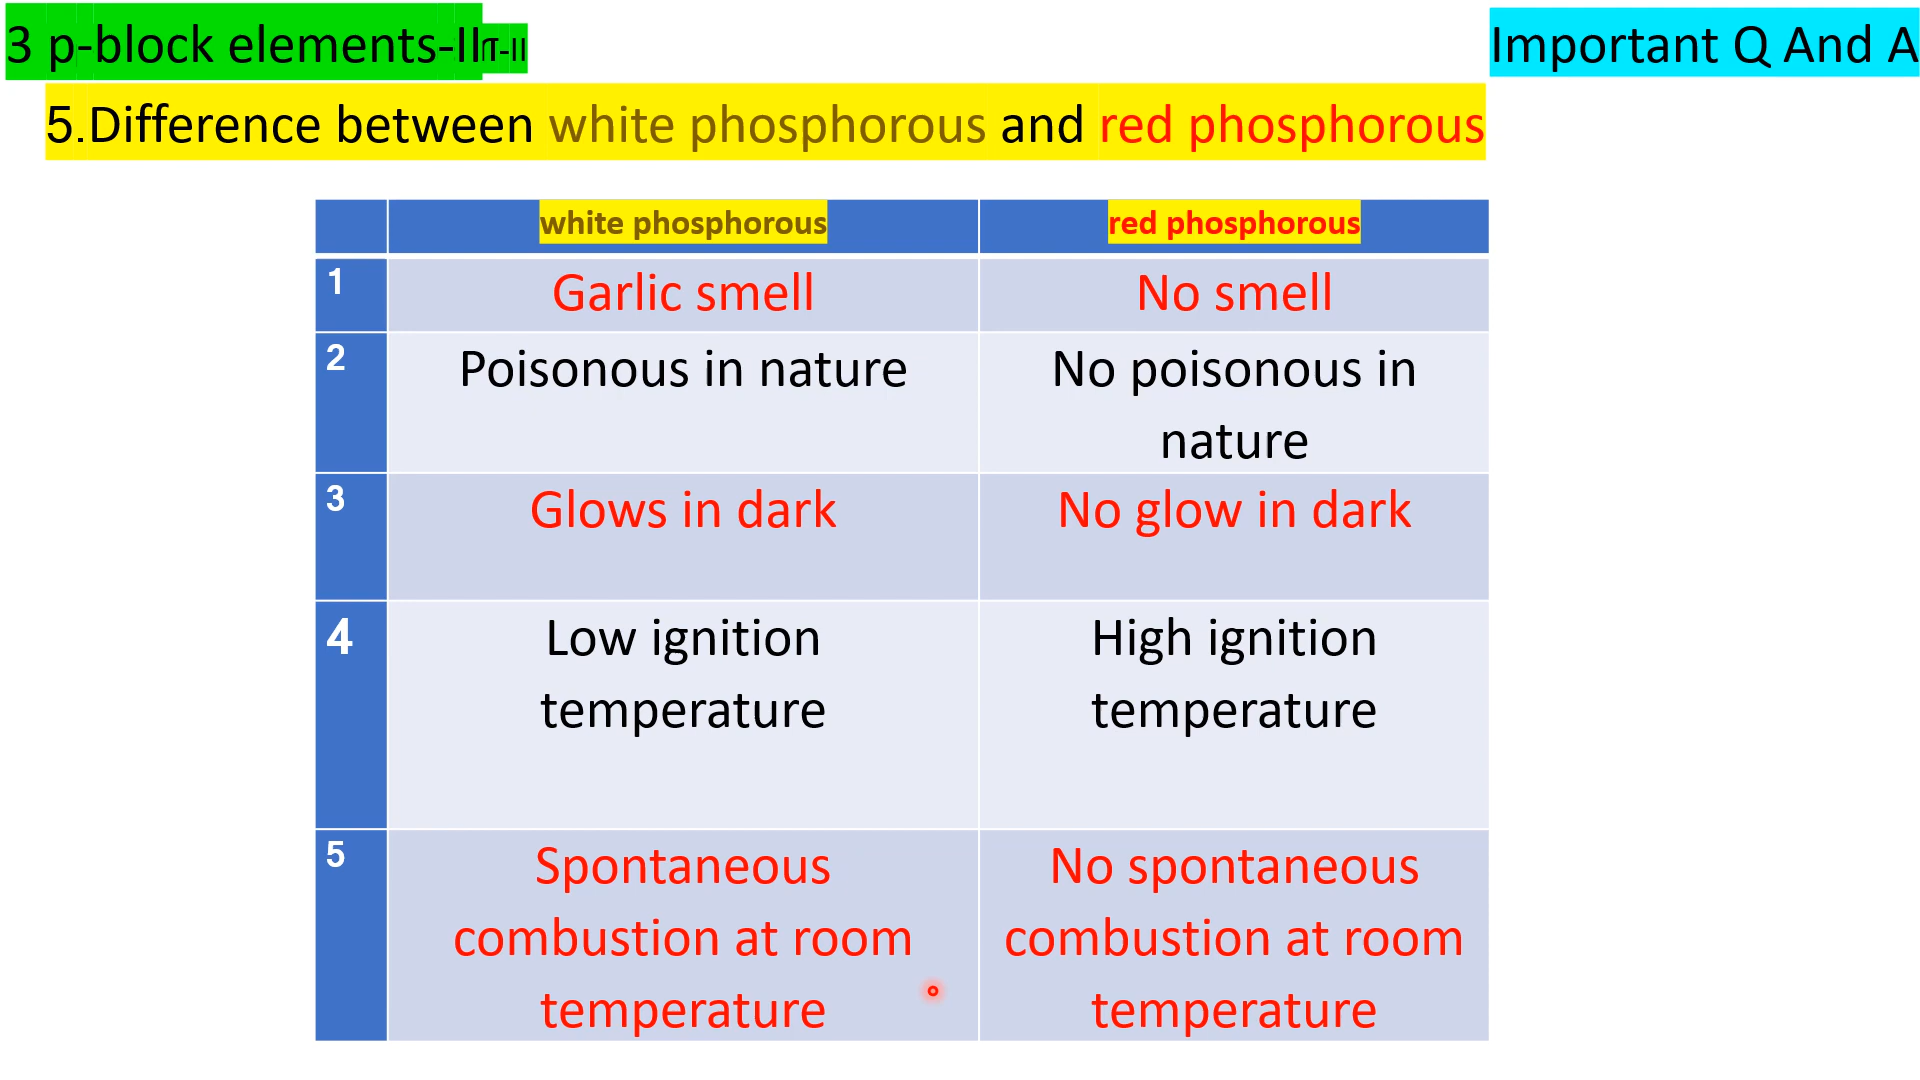 3 p-block elements-II
T-II
Important Q And A
5.Difference between white phosphorous and red phosphorous
white phosphorous
red phosphorous
1
Garlic smell
No smell
2
Poisonous in nature
No poisonous in
nature
3
Glows in dark
No glow in dark
4
Low ignition
temperature
High ignition
temperature
5
Spontaneous
combustion at room
temperature
No spontaneous
combustion at room
temperature